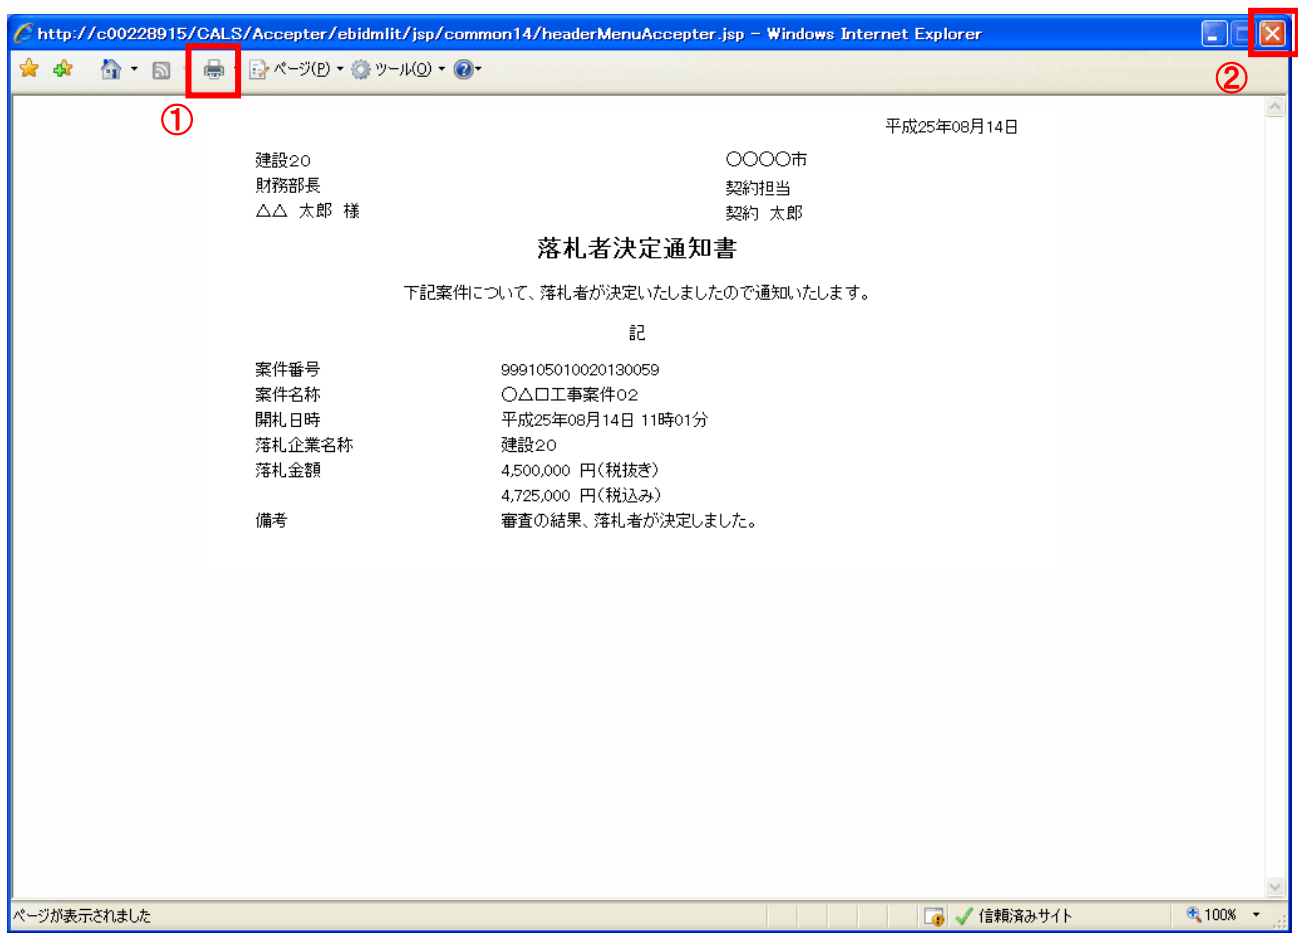 http://c00228915/CALS/Accepter/ebidmlit/jsp/common14/headerMenuAccepter.jsp - Windows Internet Explorer
ページ(P) ツール(O)
①
②
平成25年08月14日
建設20 ○○○○市
財務部長 契約担当
△△ 太郎 様 契約 太郎
落札者決定通知書
下記案件について、落札者が決定いたしましたので通知いたします。
記
案件番号 999105010020130059
案件名称 ○△口工事案件02
開札日時 平成25年08月14日 11時01分
落札企業名称 建設20
落札金額 4,500,000 円(税抜き)
4,725,000 円(税込み)
備考 審査の結果、落札者が決定しました。
ページが表示されました 信頼済みサイト 100%